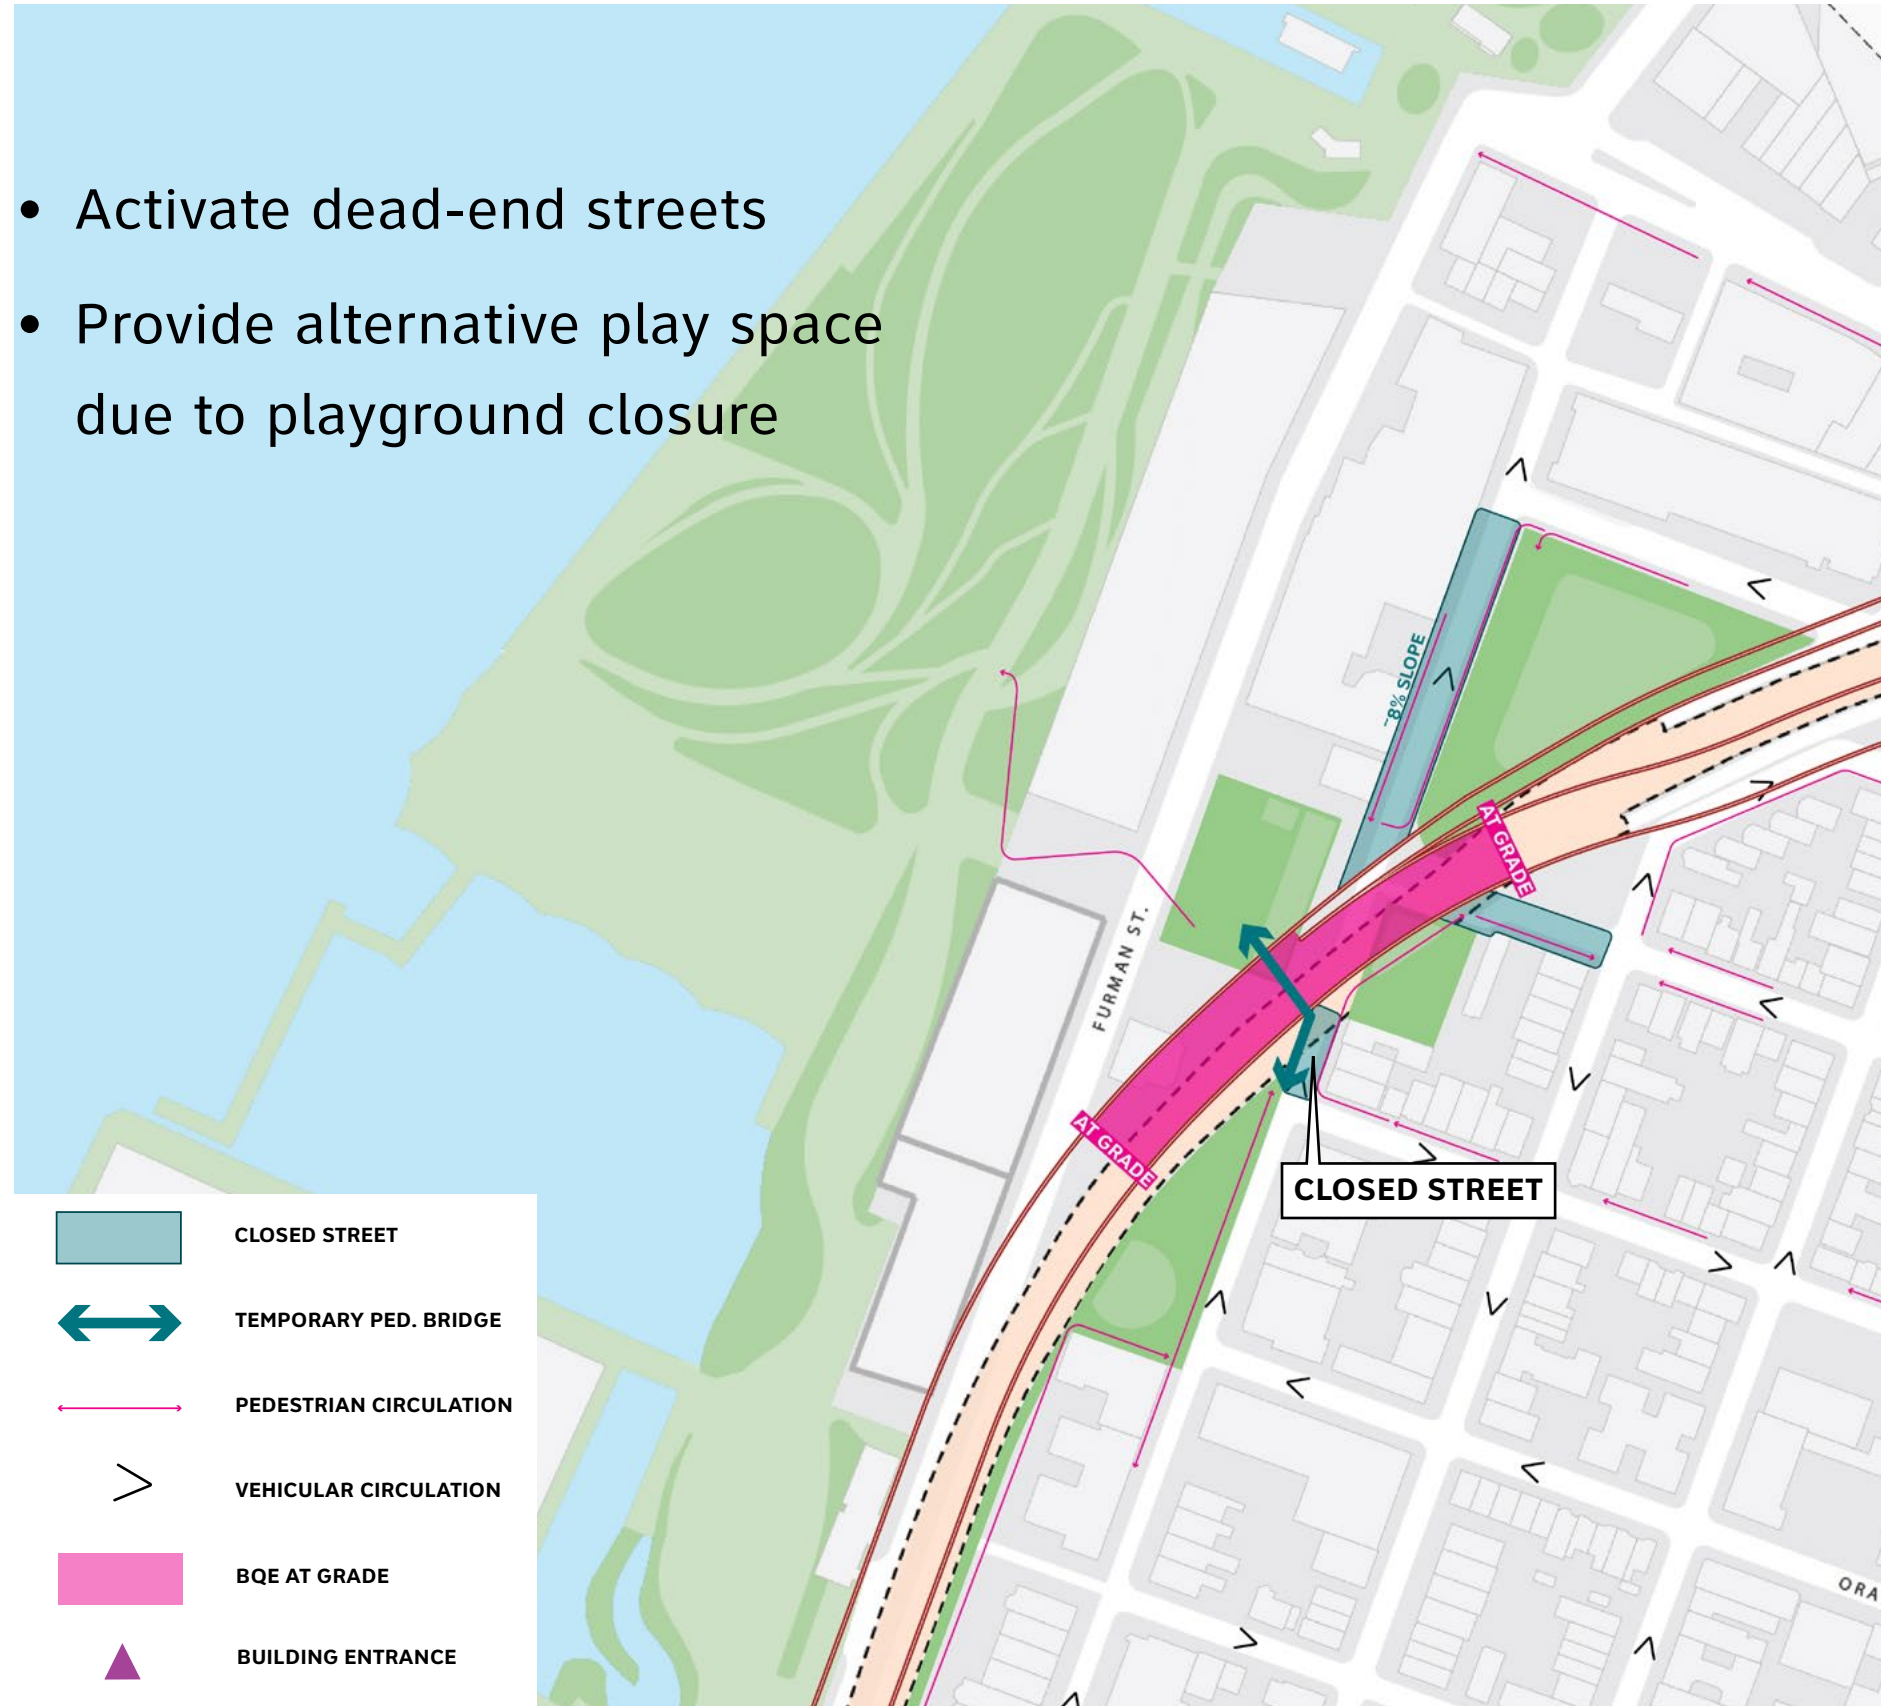 • Activate dead-end streets
• Provide alternative play space
due to playground closure
~8% SLOPE
AT GRADE
FURMAN ST.
AT GRADE
CLOSED STREET
CLOSED STREET
TEMPORARY PED. BRIDGE
PEDESTRIAN CIRCULATION
VEHICULAR CIRCULATION
BQE AT GRADE
BUILDING ENTRANCE
ORA